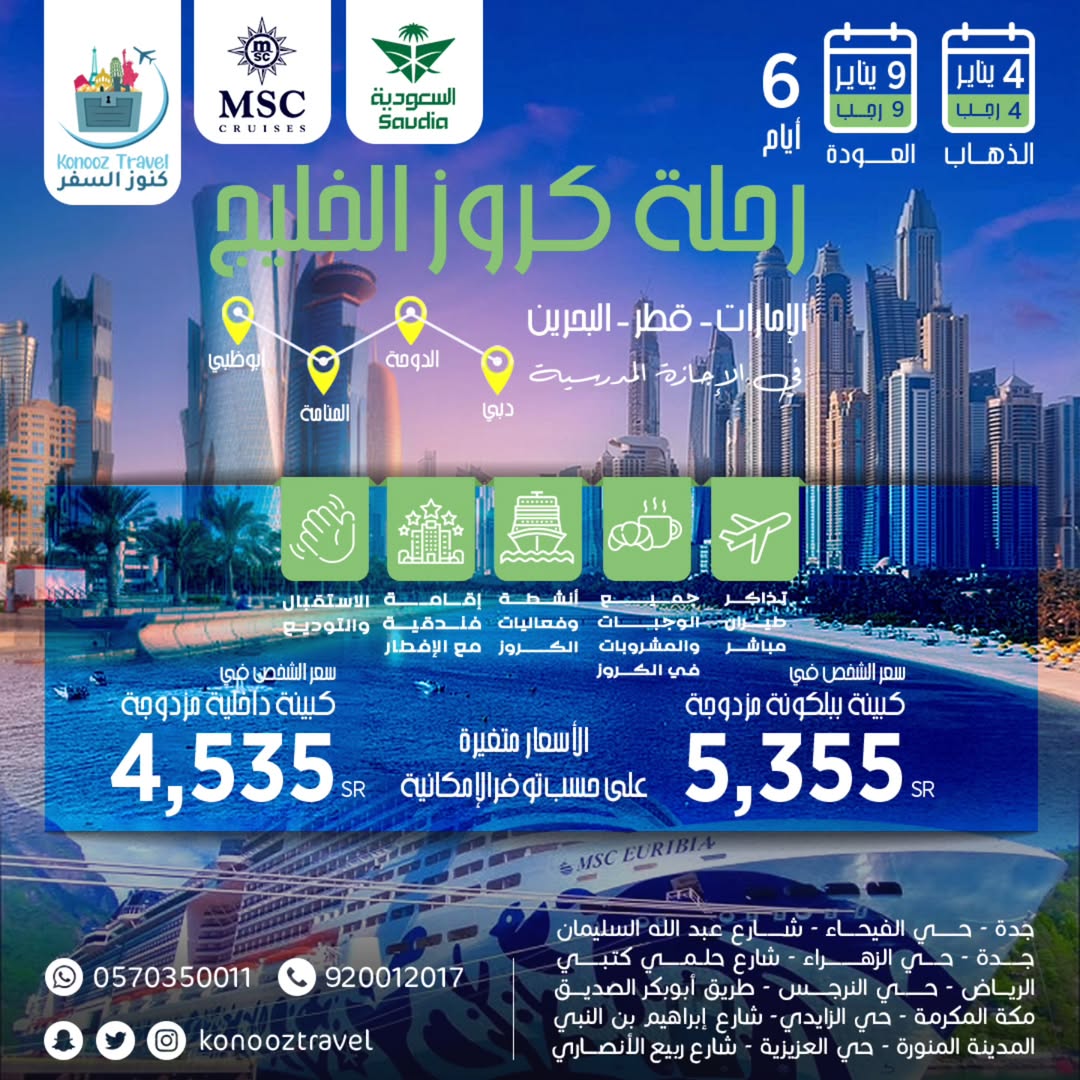 Konooz Travel
كنوز السفر
MSC
CRUISES
السعودية
SAUDIA
4 يناير
4 رجب
الذهاب
9 يناير
9 رجب
العودة
6
أيام
رحلة كروز الخليج
الإمارات - قطر - البحرين
في الإجازة المدرسية
دبي
الدوحة
المنامة
ابوظبي
تذاكر
طيران
مباشر
جميع
الوجبات
والمشروبات
في الكروز
أنشطة
وفعاليات
الكروز
إقامة
فندقية
مع الإفطار
الاستقبال
والتوديع
سعر الشخص في
كبينة ببلكونة مزدوجة
5,355 SR
الأسعار متغيرة
على حسب توفر الإمكانية
سعر الشخص في
كبينة داخلية مزدوجة
4,535 SR
MSC EURIBIA
جدة - حي الفيحاء - شارع عبد الله السليمان
جدة - حي الزهراء - شارع حلمي كتبي
الرياض - حي النرجس - طريق أبوبكر الصديق
مكة المكرمة - حي الزايدي- شارع إبراهيم بن النبي
المدينة المنورة - حي العزيزية - شارع ربيع الأنصاري
0570350011 920012017
konooztravel